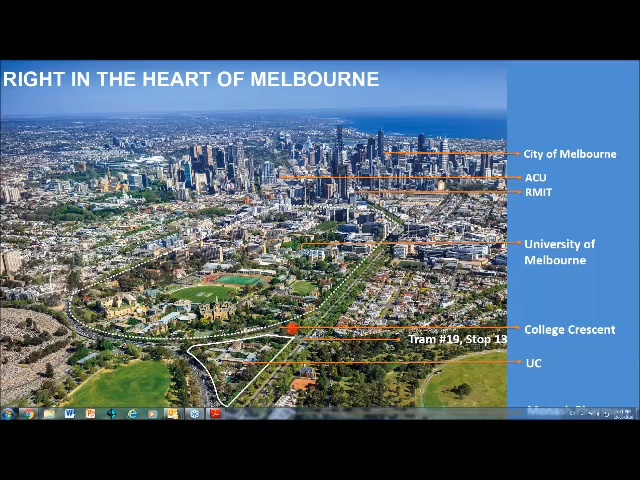 RIGHT IN THE HEART OF MELBOURNE
City of Melbourne
ACU
RMIT
University of
Melbourne
College Crescent
Tram #19, Stop 13
UC